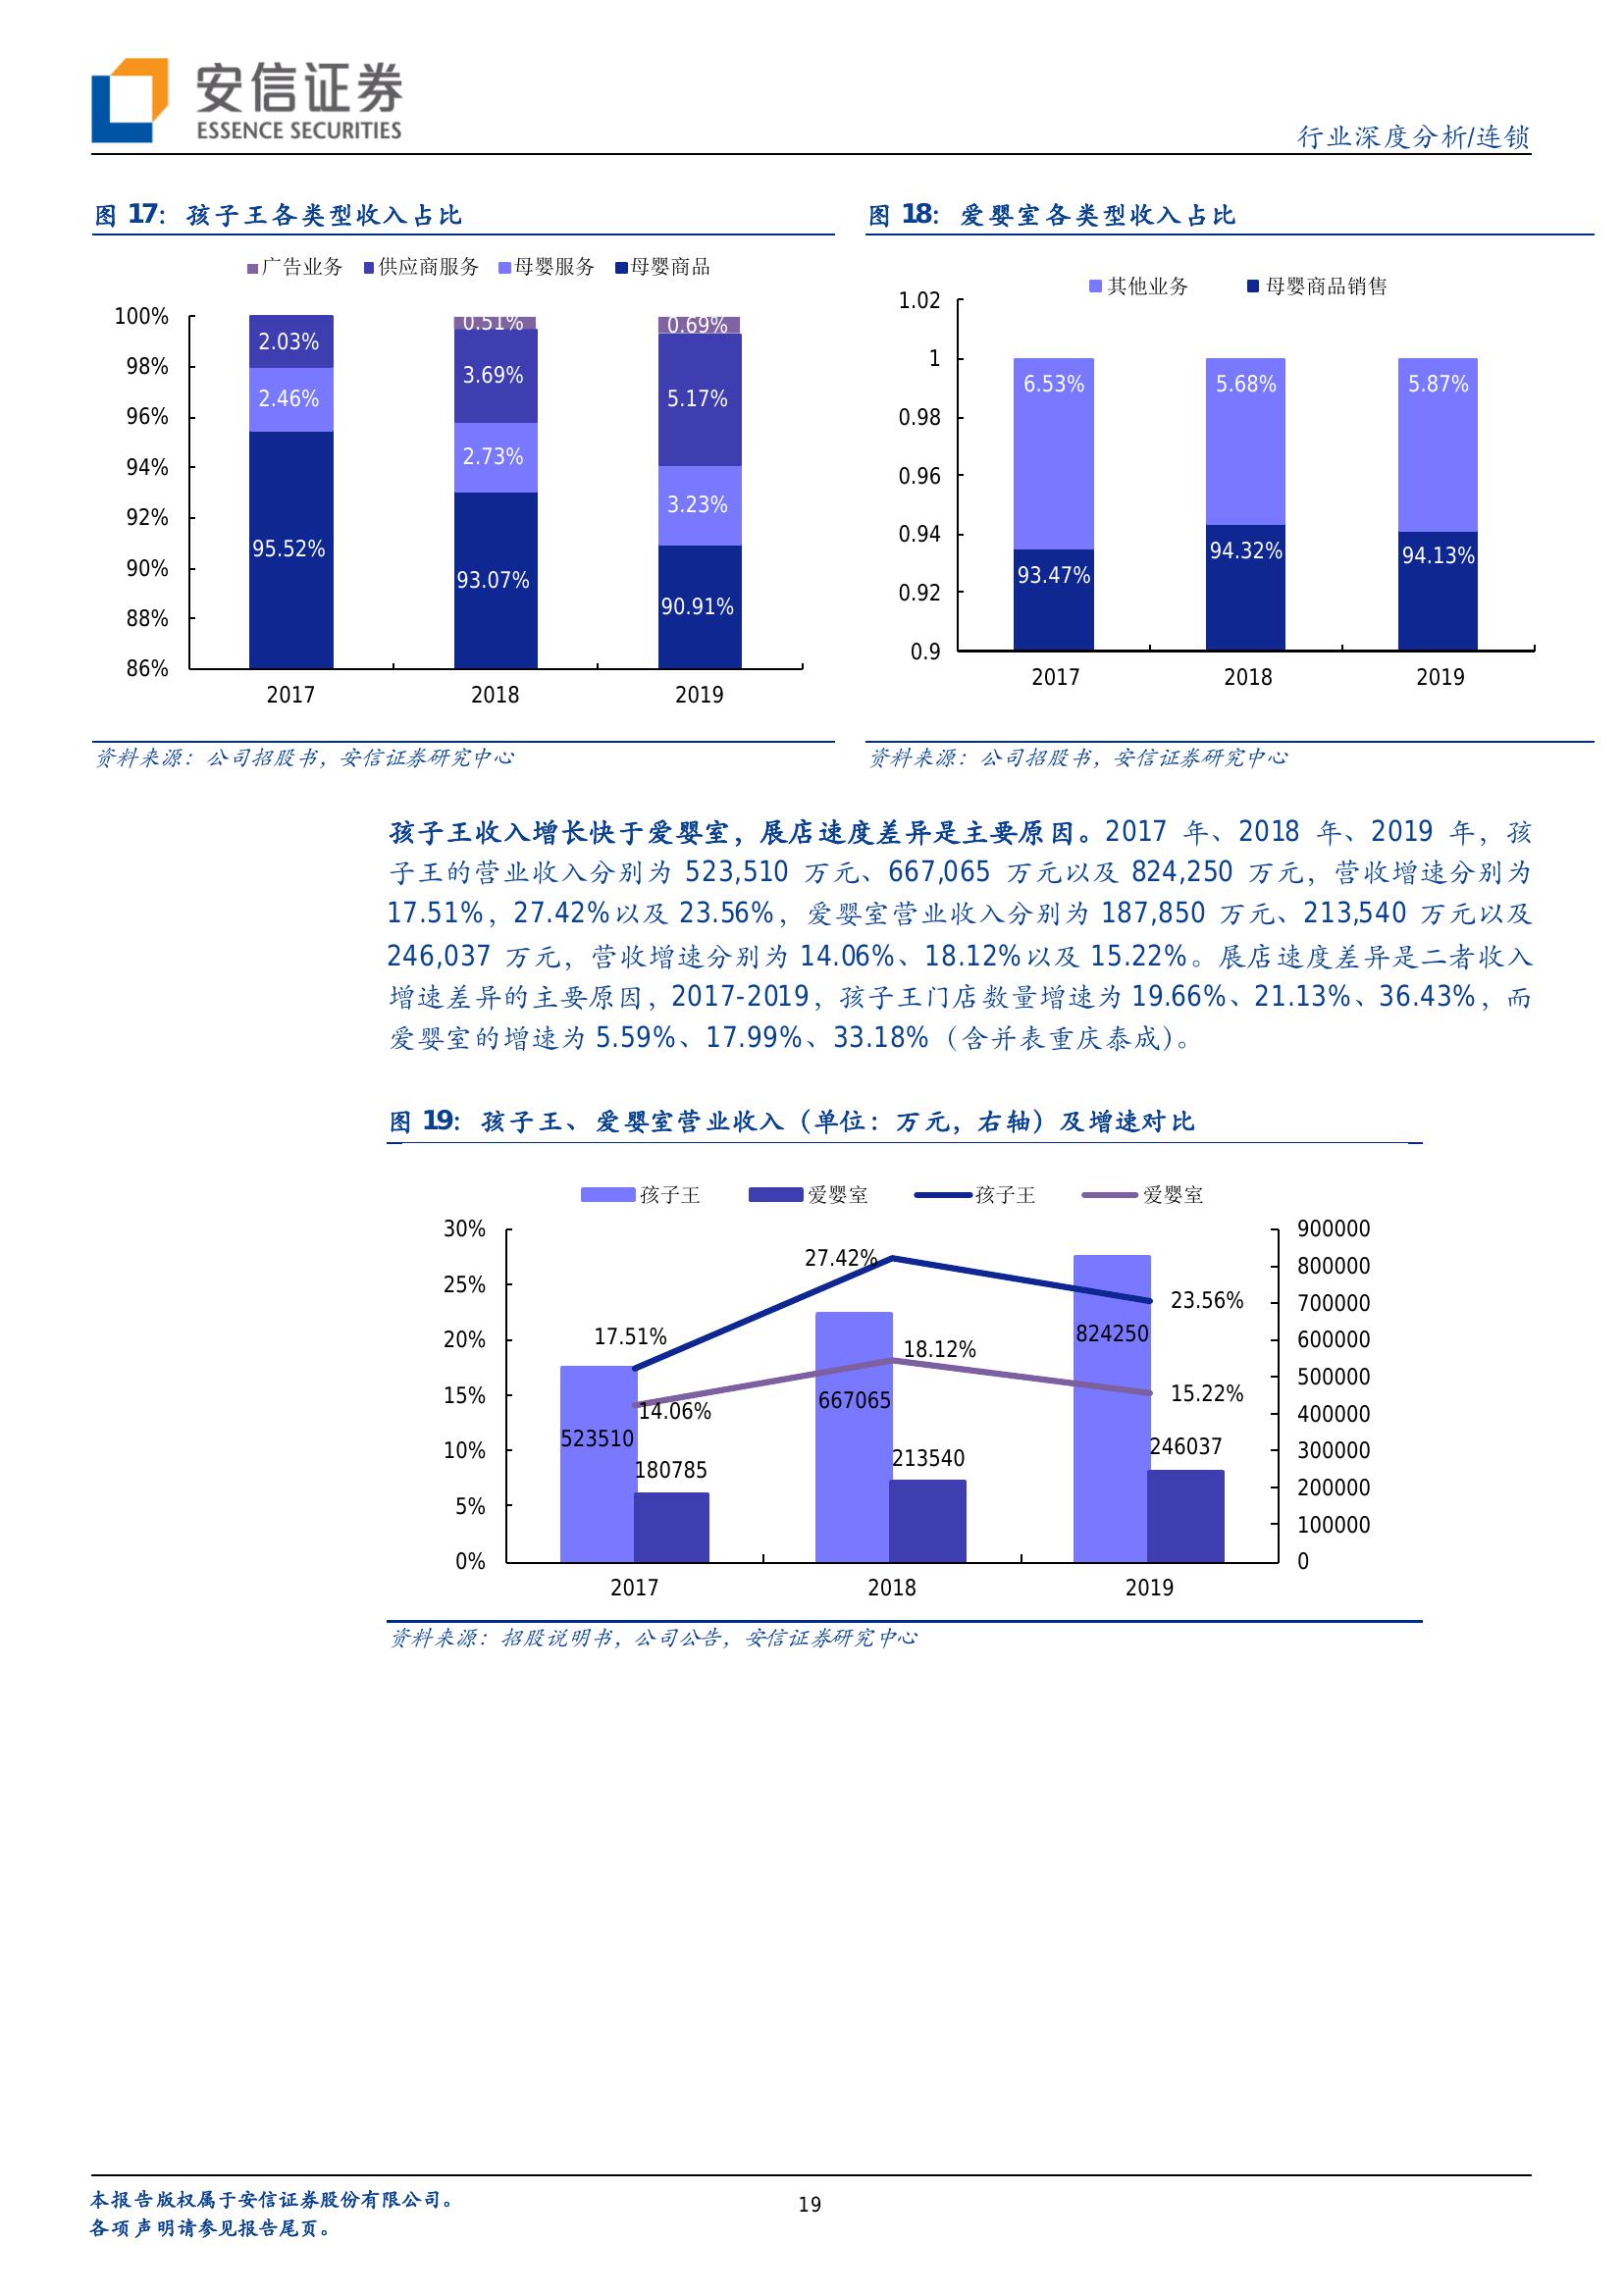 安信证券
ESSENCE SECURITIES
行业深度分析/连锁
图 17：孩子王各类型收入占比
广告业务 供应商服务 母婴服务 母婴商品
100%
98%
96%
94%
92%
90%
88%
86%
2.03%
2.46%
95.52%
0.51%
3.69%
2.73%
93.07%
0.69%
5.17%
3.23%
90.91%
2017 2018 2019
资料来源：公司招股书，安信证券研究中心
图 18：爱婴室各类型收入占比
其他业务 母婴商品销售
1.02
1
0.98
0.96
0.94
0.92
0.9
6.53% 5.68% 5.87%
93.47% 94.32% 94.13%
2017 2018 2019
资料来源：公司招股书，安信证券研究中心
孩子王收入增长快于爱婴室，展店速度差异是主要原因。2017 年、2018 年、2019 年，孩
子王的营业收入分别为 523,510 万元、667,065 万元以及 824,250 万元，营收增速分别为
17.51%，27.42%以及 23.56%，爱婴室营业收入分别为 187,850 万元、213,540 万元以及
246,037 万元，营收增速分别为 14.06%、18.12%以及 15.22%。展店速度差异是二者收入
增速差异的主要原因，2017-2019，孩子王门店数量增速为 19.66%、21.13%、36.43%，而
爱婴室的增速为 5.59%、17.99%、33.18%（含并表重庆泰成）。
图 19：孩子王、爱婴室营业收入（单位：万元，右轴）及增速对比
孩子王 爱婴室 孩子王 爱婴室
30%
25%
20%
15%
10%
5%
0%
900000
800000
700000
600000
500000
400000
300000
200000
100000
0
17.51%
27.42%
23.56%
14.06%
18.12%
15.22%
523510
667065
824250
180785
213540
246037
2017 2018 2019
资料来源：招股说明书，公司公告，安信证券研究中心
本报告版权属于安信证券股份有限公司。
各项声明请参见报告尾页。
19